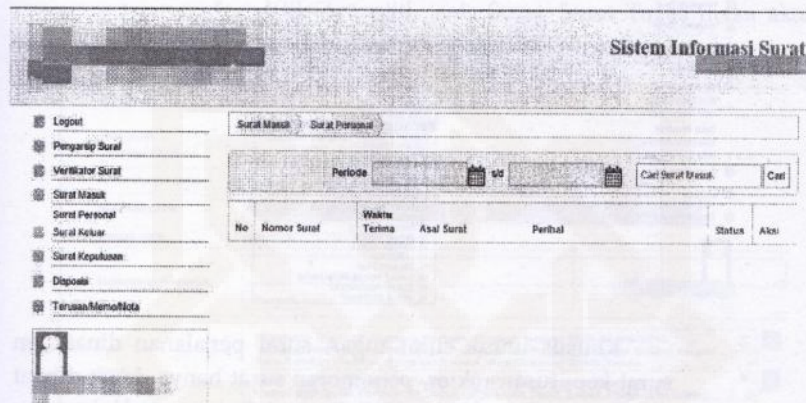 Sistem Informasi Surat
Logout
Pengarsip Surat
Verifikator Surat
Surat Masuk
Surat Personal
Surat Keluar
Surat Keputusan
Disposisi
Terusan/Memo/Nota
Surat Masuk Surat Personal
Periode s/d Cari Surat Masuk Cari
No Nomor Surat Waktu Terima Asal Surat Perihal Status Aksi